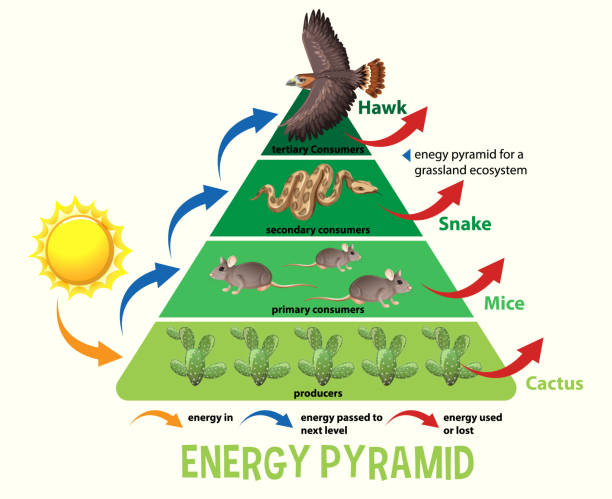 Hawk
tertiary Consumers
enegy pyramid for a
grassland ecosystem
secondary consumers
Snake
primary consumers
Mice
producers
Cactus
energy in
energy passed to
next level
energy used
or lost
ENERGY PYRAMID